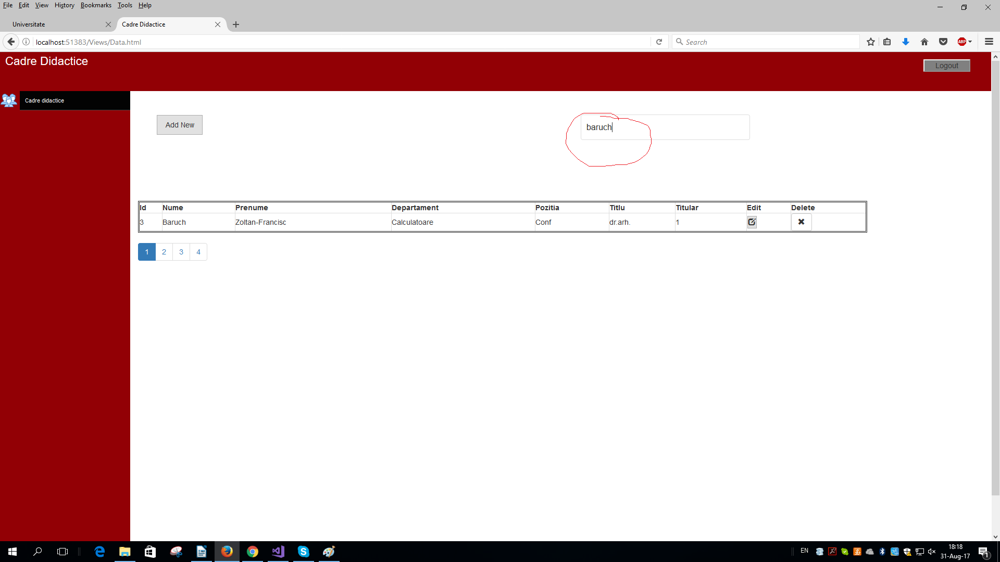 File Edit View History Bookmarks Tools Help
Universitate
Cadre Didactice
localhost:51383/Views/Data.html
Search
ABP
Cadre Didactice
Logout
Cadre didactice
Add New
baruch
Id Nume Prenume Departament Pozitia Titlu Titular Edit Delete
3 Baruch Zoltan-Francisc Calculatoare Conf dr.arh. 1
1 2 3 4
EN
18:18
31-Aug-17
1